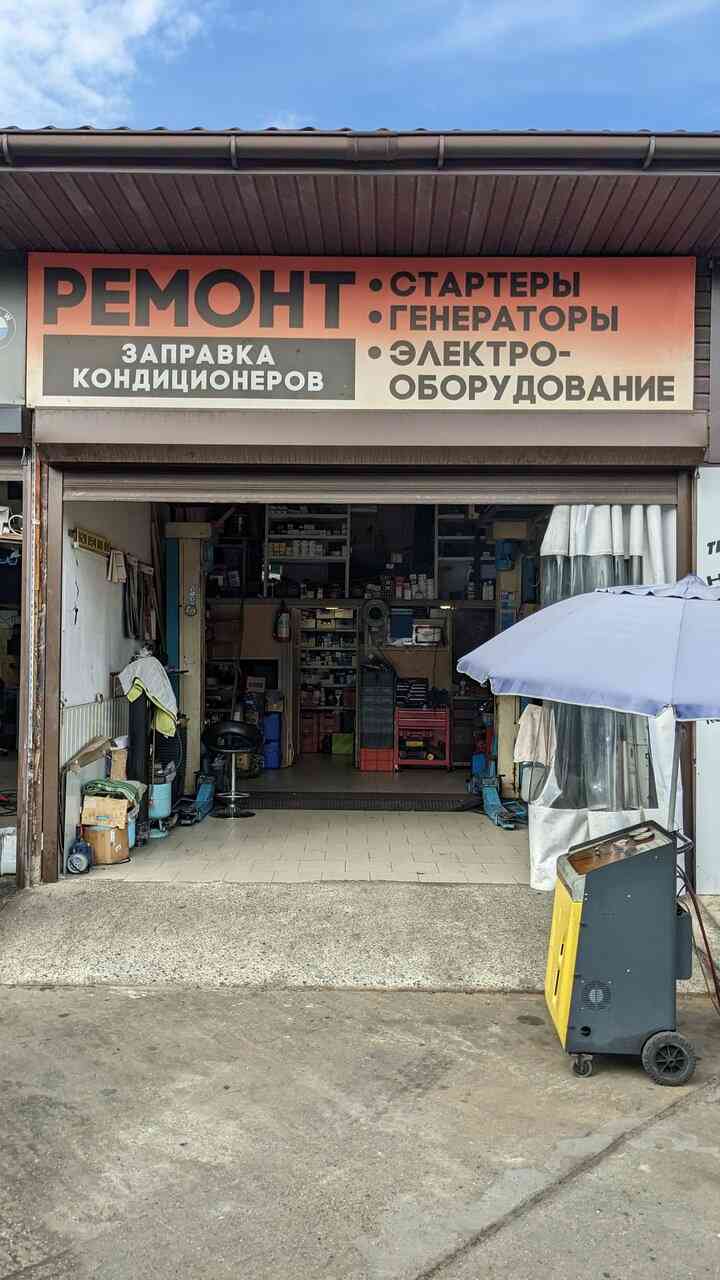 РЕМОНТ
ЗАПРАВКА
КОНДИЦИОНЕРОВ
• СТАРТЕРЫ
• ГЕНЕРАТОРЫ
• ЭЛЕКТРО-
ОБОРУДОВАНИЕ